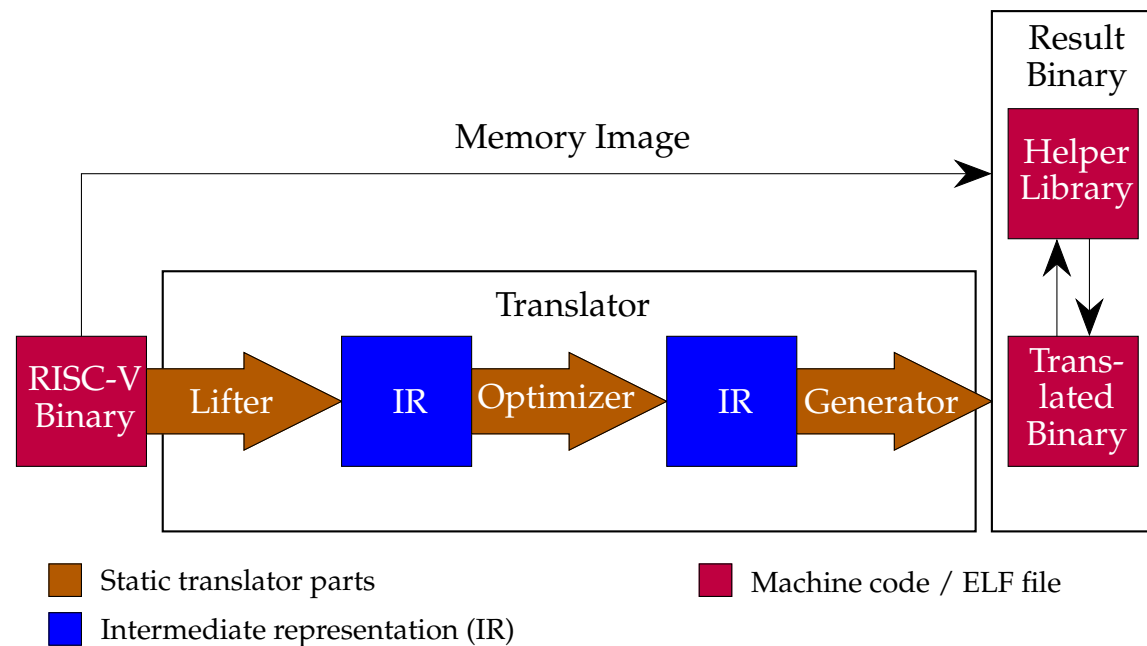 Result
Binary
Memory Image
Helper
Library
Translator
RISC-V
Binary
Lifter
IR
Optimizer
IR
Generator
Trans-
lated
Binary
Static translator parts
Machine code / ELF file
Intermediate representation (IR)